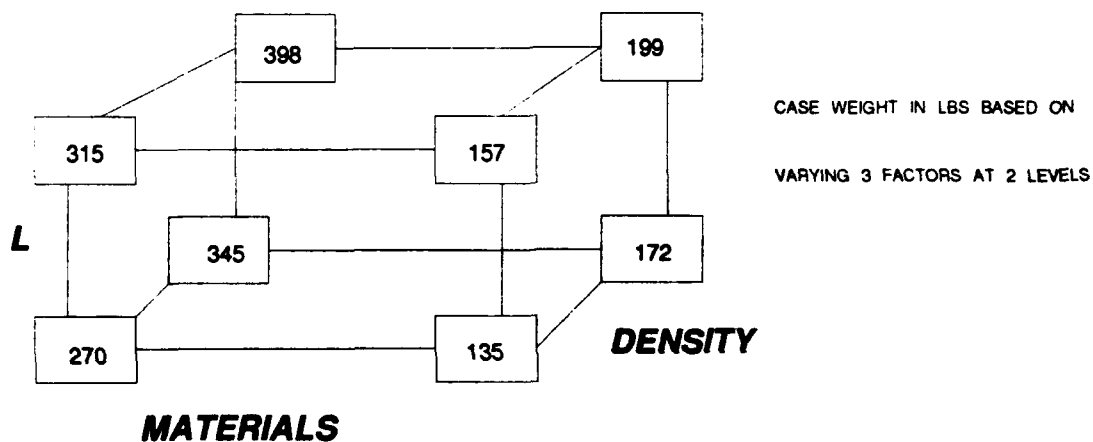 398
199
CASE WEIGHT IN LBS BASED ON
315
157
VARYING 3 FACTORS AT 2 LEVELS
L
345
172
270
135
DENSITY
MATERIALS